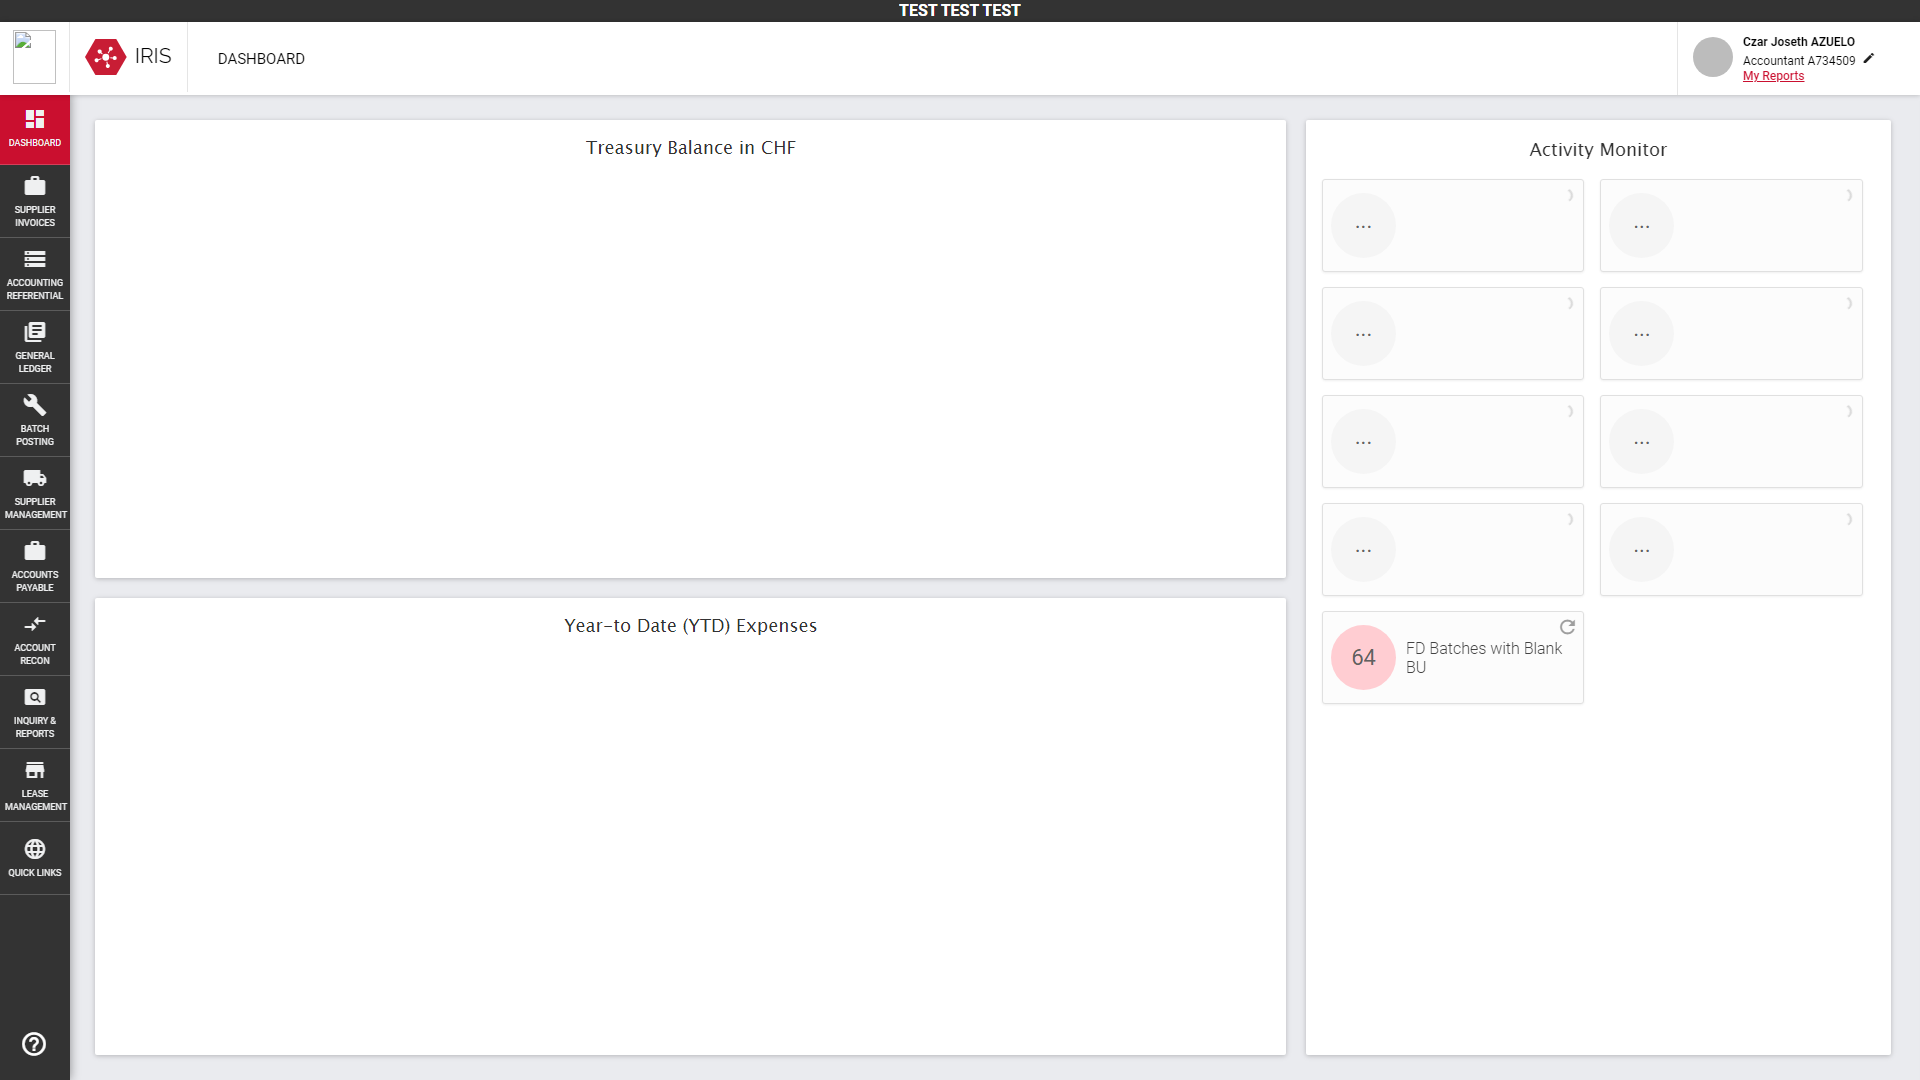 TEST TEST TEST
IRIS
DASHBOARD
Czar Joseth AZUELO
Accountant A734509
My Reports
DASHBOARD
SUPPLIER
INVOICES
ACCOUNTING
REFERENTIAL
GENERAL
LEDGER
BATCH
POSTING
SUPPLIER
MANAGEMENT
ACCOUNTS
PAYABLE
ACCOUNT
RECON
INQUIRY &
REPORTS
LEASE
MANAGEMENT
QUICK LINKS
Treasury Balance in CHF
Year-to Date (YTD) Expenses
Activity Monitor
... ...
... ...
... ...
... ...
64 FD Batches with Blank
BU